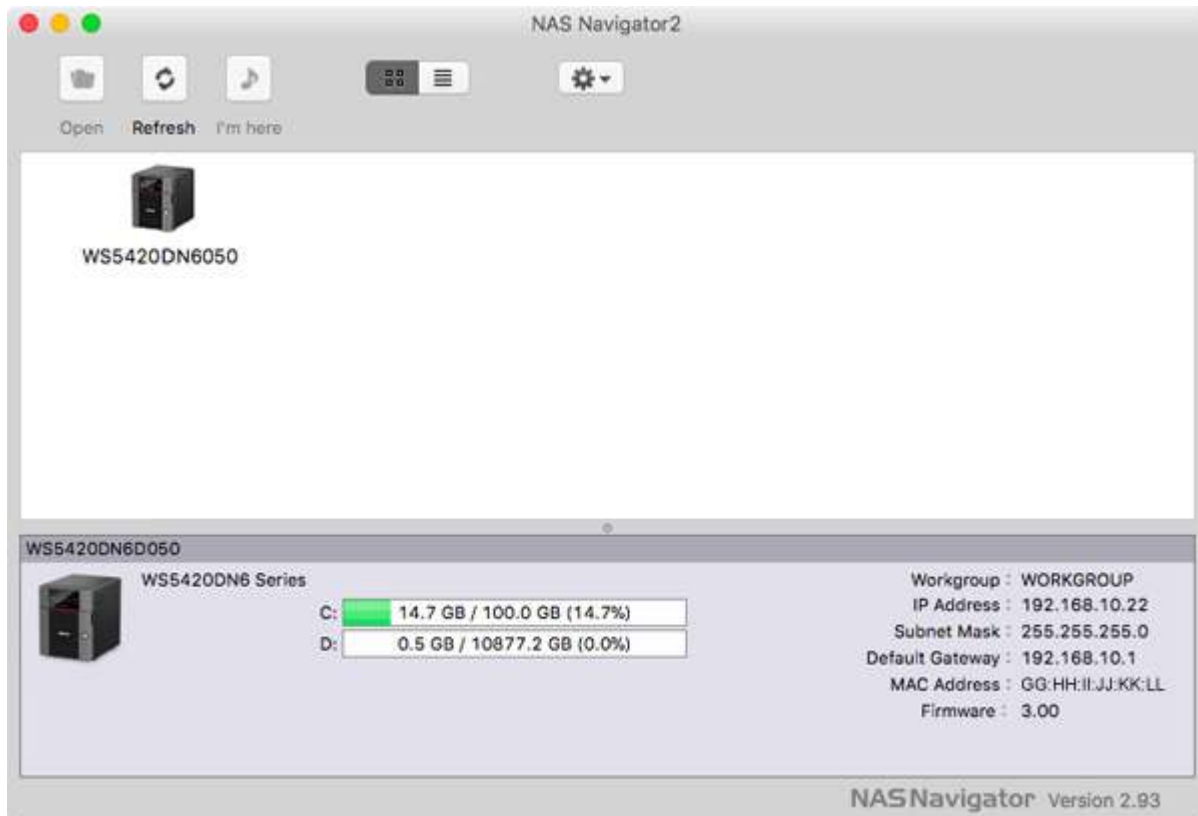 NAS Navigator2
Open Refresh I'm here
WS5420DN6050
WS5420DN6D050
WS5420DN6 Series
C: 14.7 GB / 100.0 GB (14.7%)
D: 0.5 GB / 10877.2 GB (0.0%)
Workgroup : WORKGROUP
IP Address : 192.168.10.22
Subnet Mask : 255.255.255.0
Default Gateway : 192.168.10.1
MAC Address : GG:HH:II:JJ:KK:LL
Firmware : 3.00
NASNavigator Version 2.93